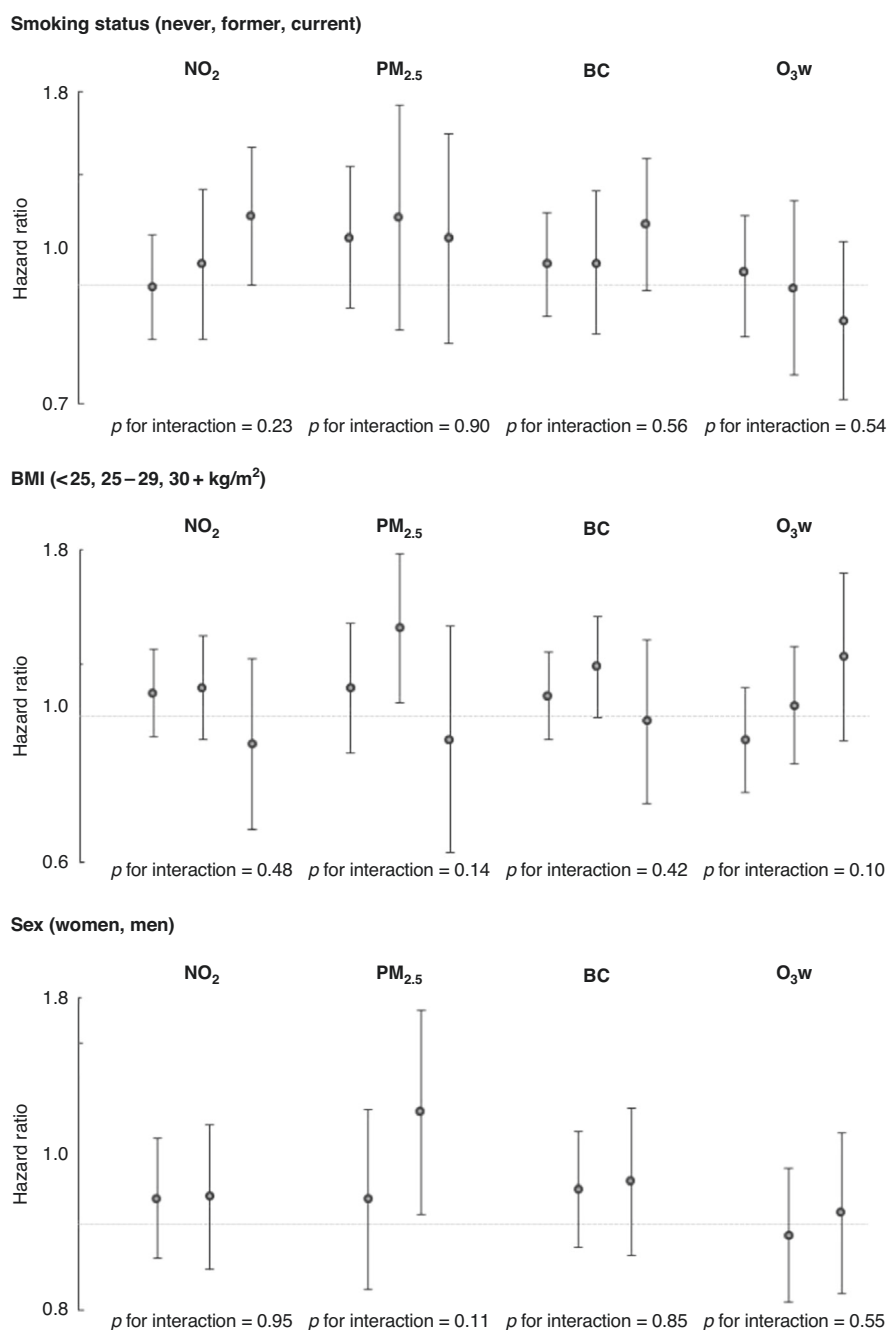 Smoking status (never, former, current)
NO₂ PM₂.₅ BC O₃w
1.8
Hazard ratio
1.0
0.7
p for interaction = 0.23 p for interaction = 0.90 p for interaction = 0.56 p for interaction = 0.54
BMI (<25, 25–29, 30+ kg/m²)
NO₂ PM₂.₅ BC O₃w
1.8
Hazard ratio
1.0
0.6
p for interaction = 0.48 p for interaction = 0.14 p for interaction = 0.42 p for interaction = 0.10
Sex (women, men)
NO₂ PM₂.₅ BC O₃w
1.8
Hazard ratio
1.0
0.8
p for interaction = 0.95 p for interaction = 0.11 p for interaction = 0.85 p for interaction = 0.55